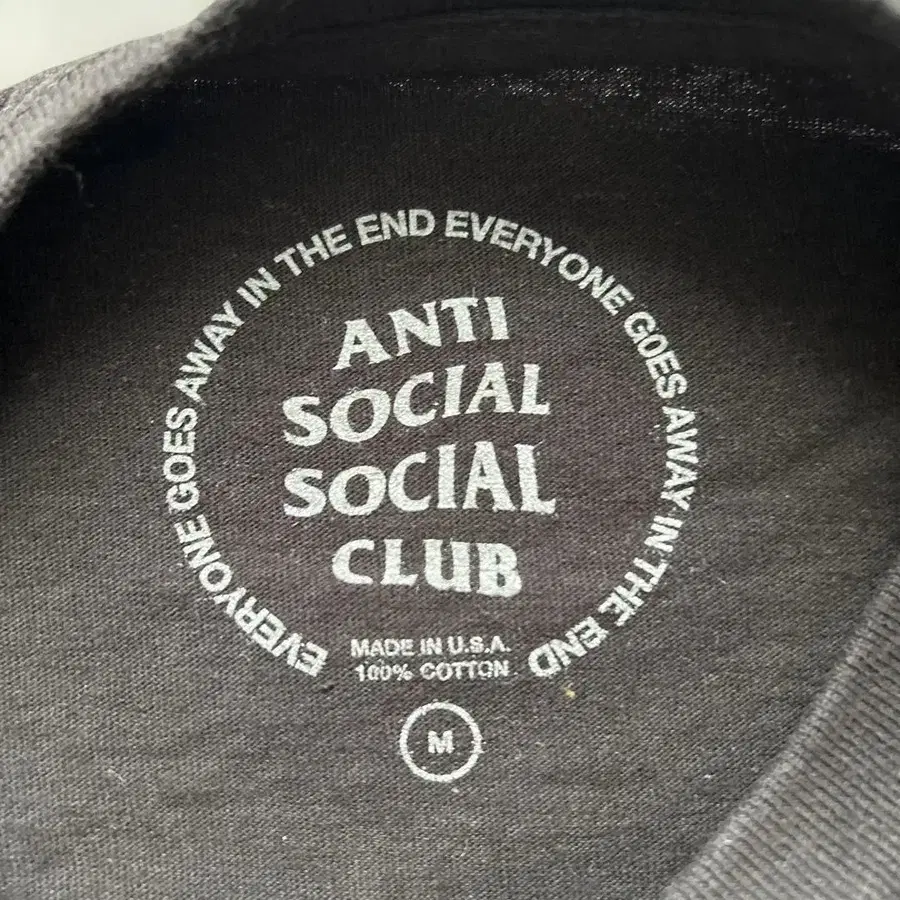 EVERYONE GOES AWAY IN THE END EVERYONE GOES AWAY IN THE END
ANTI
SOCIAL
SOCIAL
CLUB
MADE IN U.S.A.
100% COTTON
M